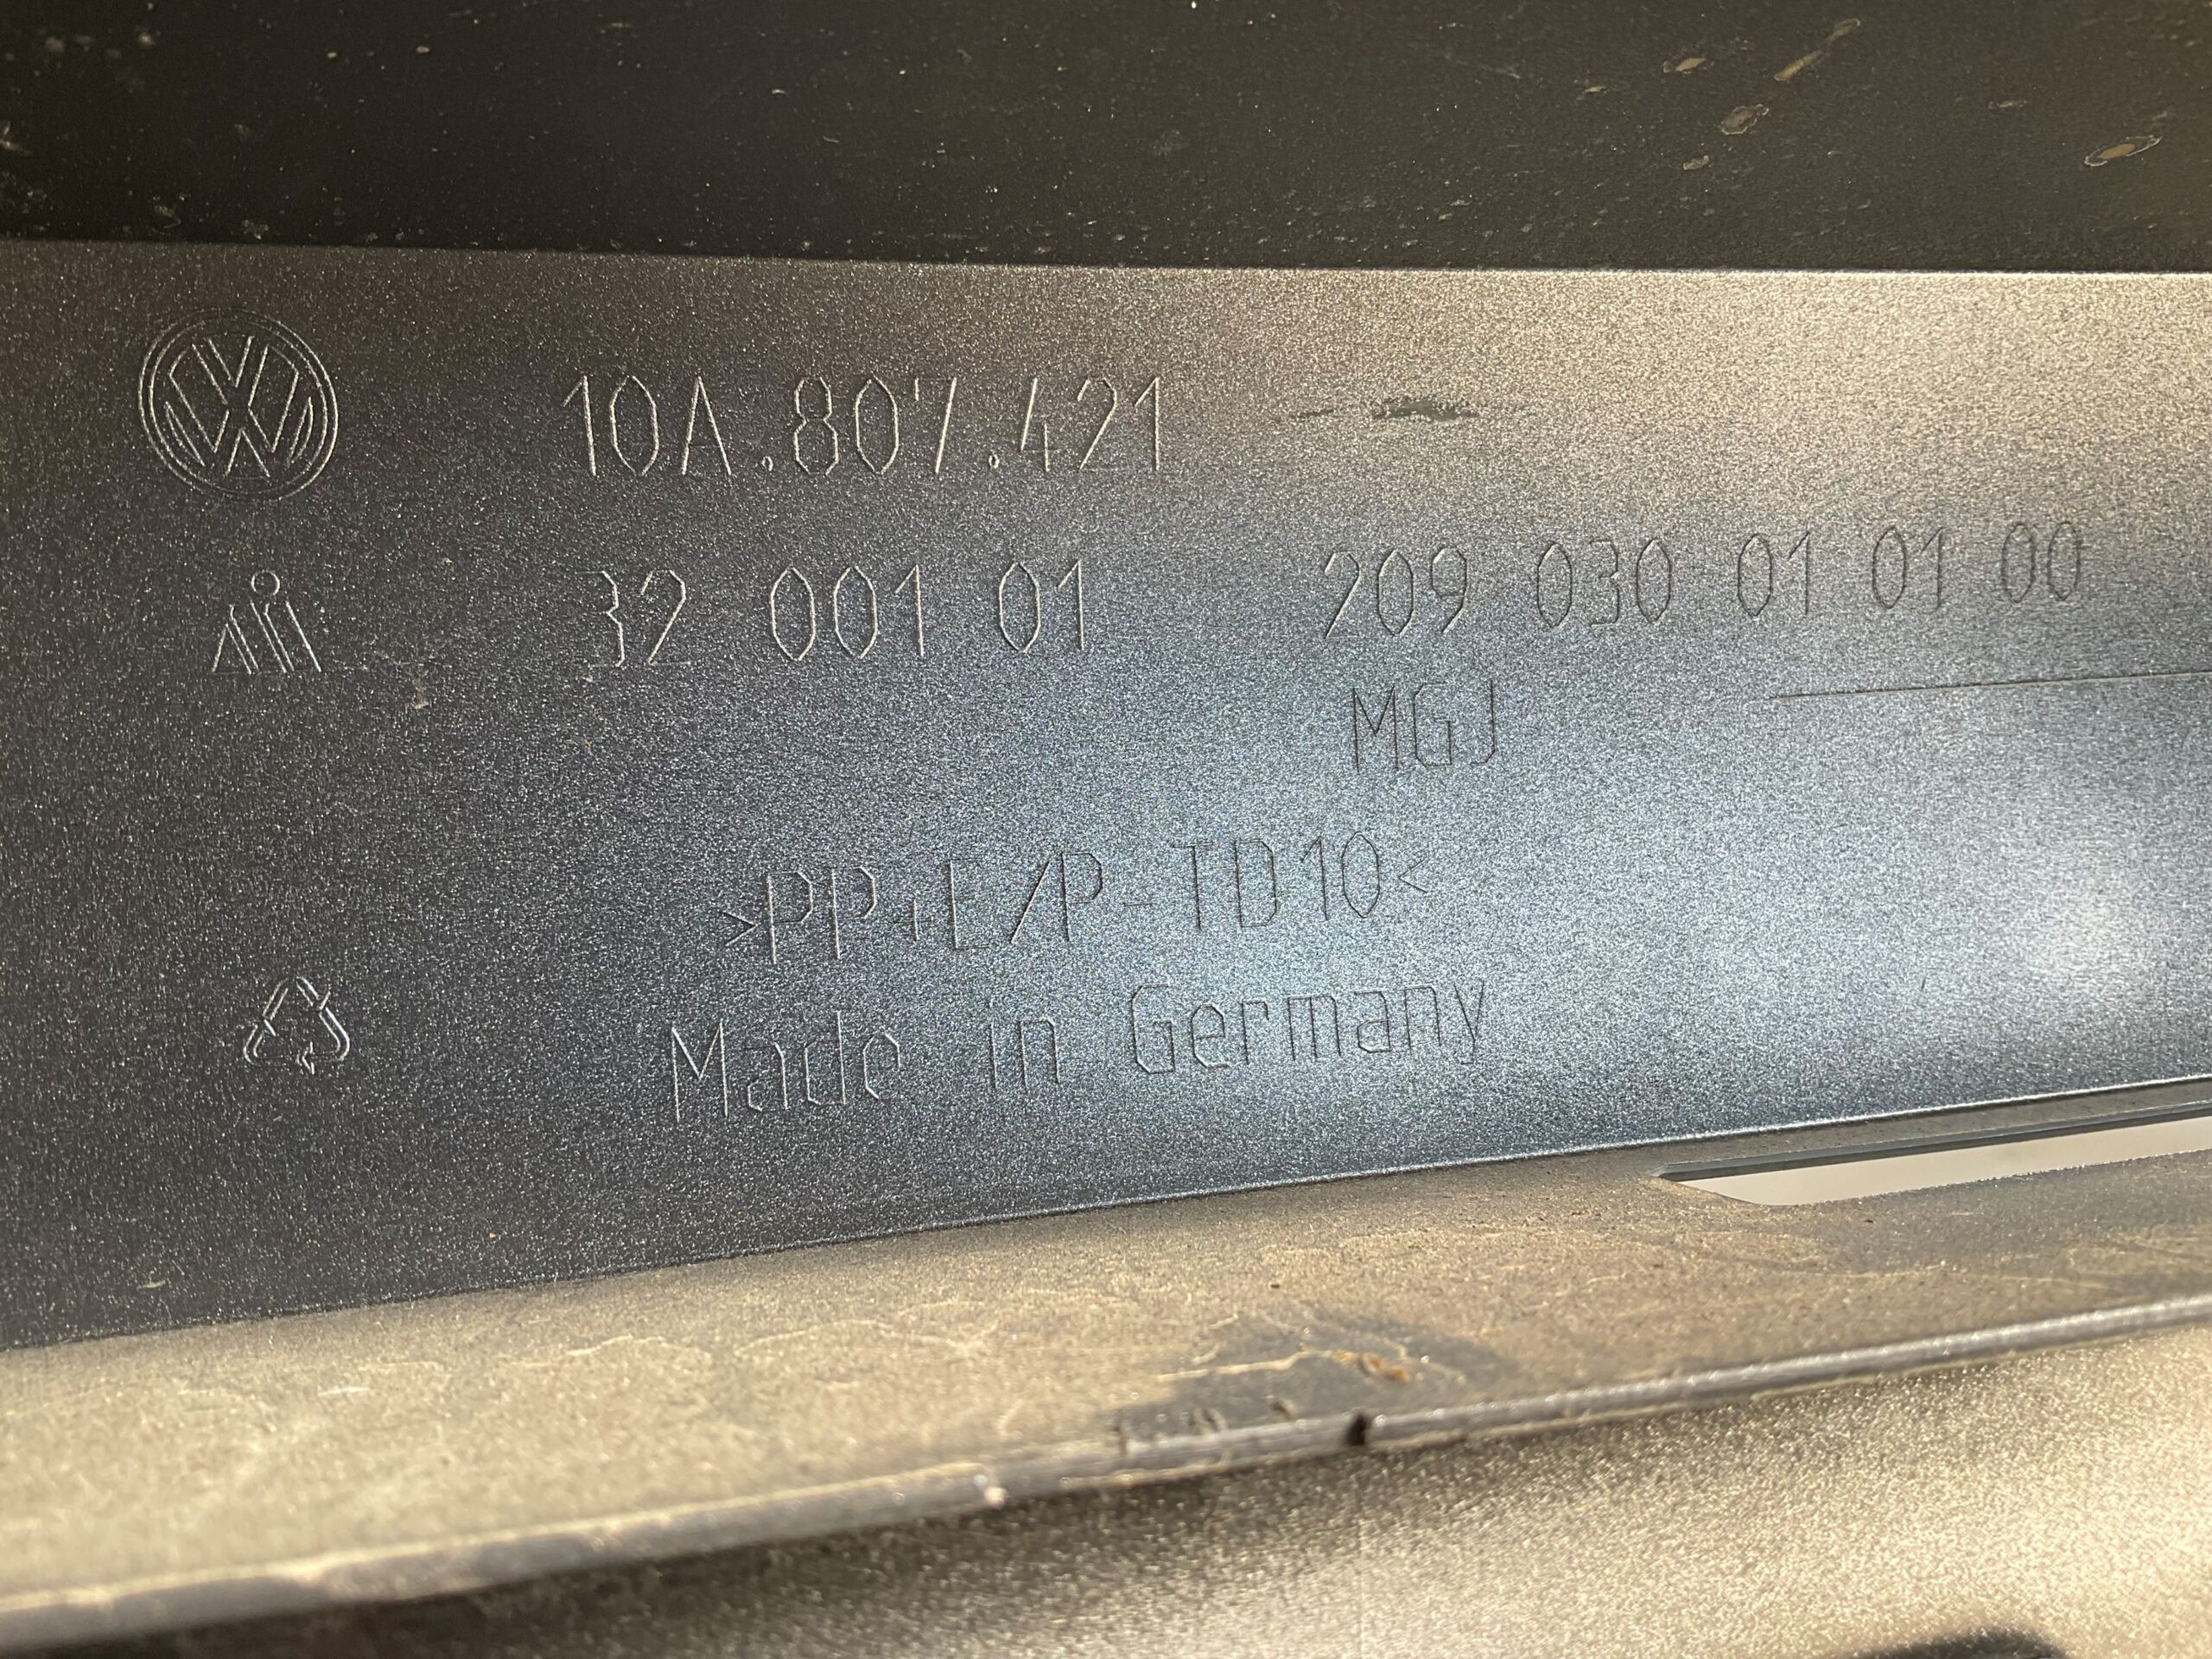 10A.807.421
32 001 01 209 030 01 01 00
MGJ
>PP+E/P-TD10<
Made in Germany